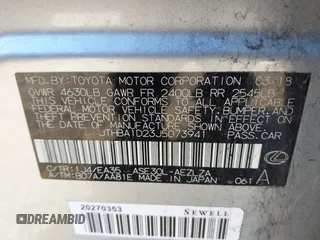 MFD. BY: TOYOTA MOTOR CORPORATION 03/18
GVWR 4630LB GAWR FR 2400LB RR 2545LB
THIS VEHICLE CONFORMS TO ALL APPLICABLE
FEDERAL MOTOR VEHICLE SAFETY, BUMPER, AND
THEFT PREVENTION STANDARDS IN EFFECT ON
THE DATE OF MANUFACTURE SHOWN ABOVE.
JTHBA1D23J5073941 PASS.CAR
C/TR: 1J4/EA35 ASE30L-AEZLZA
A/TM: B07A/AA81E MADE IN JAPAN 061 A
20270353 SEWELL
DREAMBID